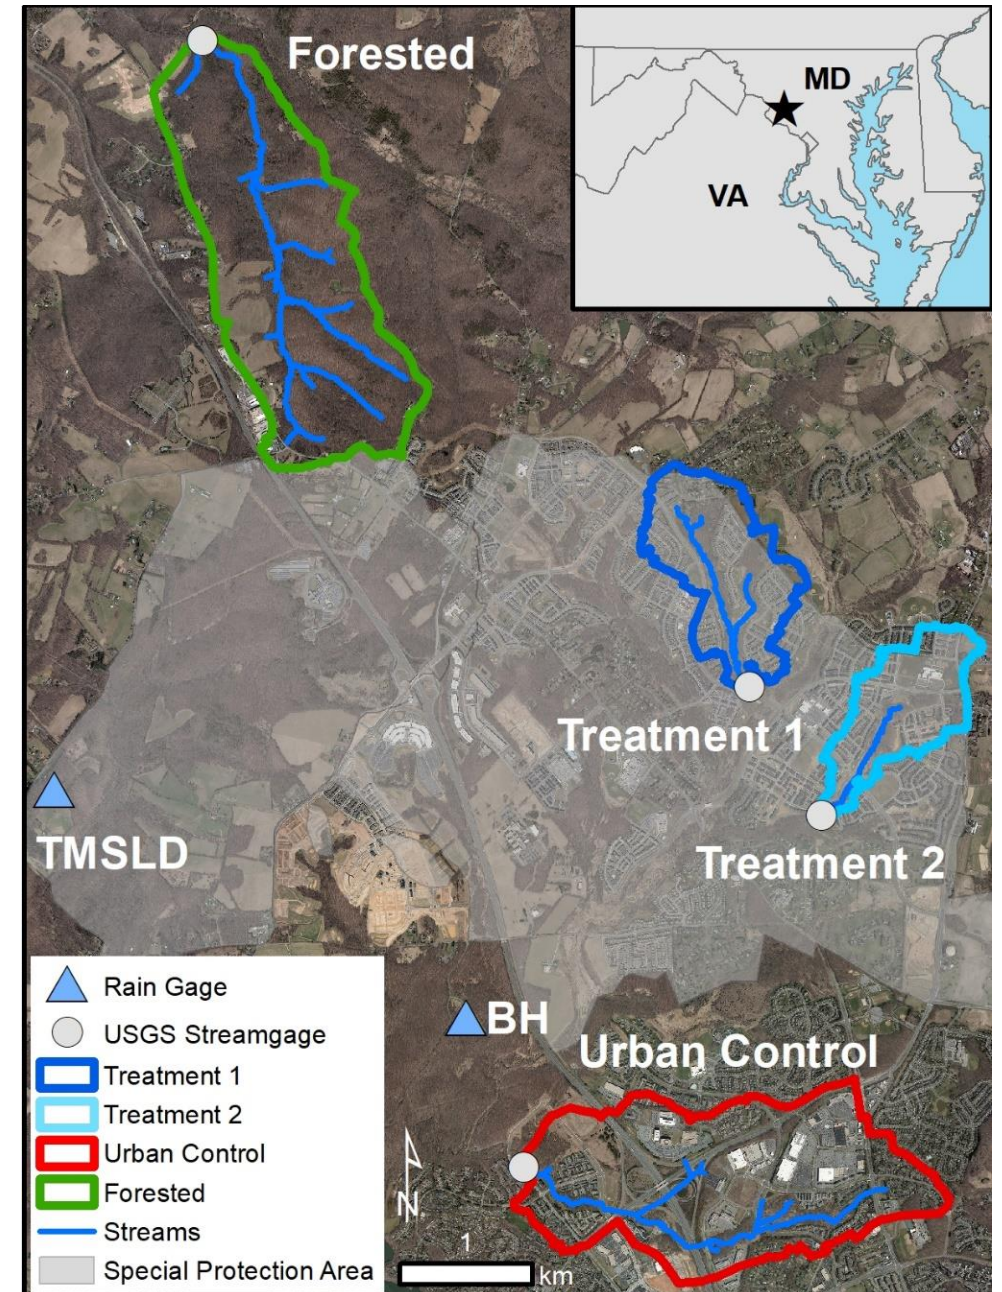 Forested
MD
VA
Treatment 1
Treatment 2
TMSLD
BH
Urban Control
Rain Gage
USGS Streamgage
Treatment 1
Treatment 2
Urban Control
Forested
Streams
Special Protection Area
N
1
km